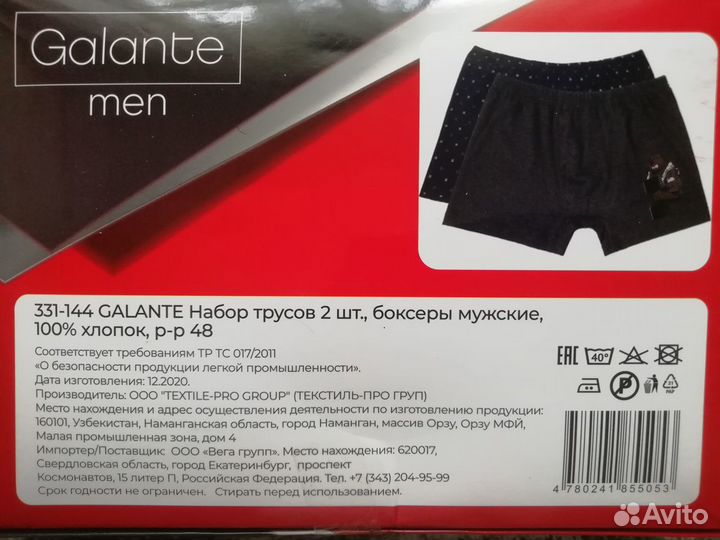 Galante
men
331-144 GALANTE Набор трусов 2 шт., боксеры мужские,
100% хлопок, р-р 48
Соответствует требованиям ТР ТС 017/2011
«О безопасности продукции легкой промышленности».
Дата изготовления: 12.2020.
Производитель: ООО "TEXTILE-PRO GROUP" (ТЕКСТИЛЬ-ПРО ГРУП)
Место нахождения и адрес осуществления деятельности по изготовлению продукции:
160101, Узбекистан, Наманганская область, город Наманган, массив Орзу, Орзу МФЙ,
Малая промышленная зона, дом 4
Импортер/Поставщик: ООО «Вега групп». Место нахождения: 620017,
Свердловская область, город Екатеринбург, проспект
Космонавтов, 15 литер П, Российская Федерация. Тел. +7 (343) 204-95-99
Срок годности не ограничен. Стирать перед использованием.
EAC 40°
P 21 PAP
4 780241 855053
Avito